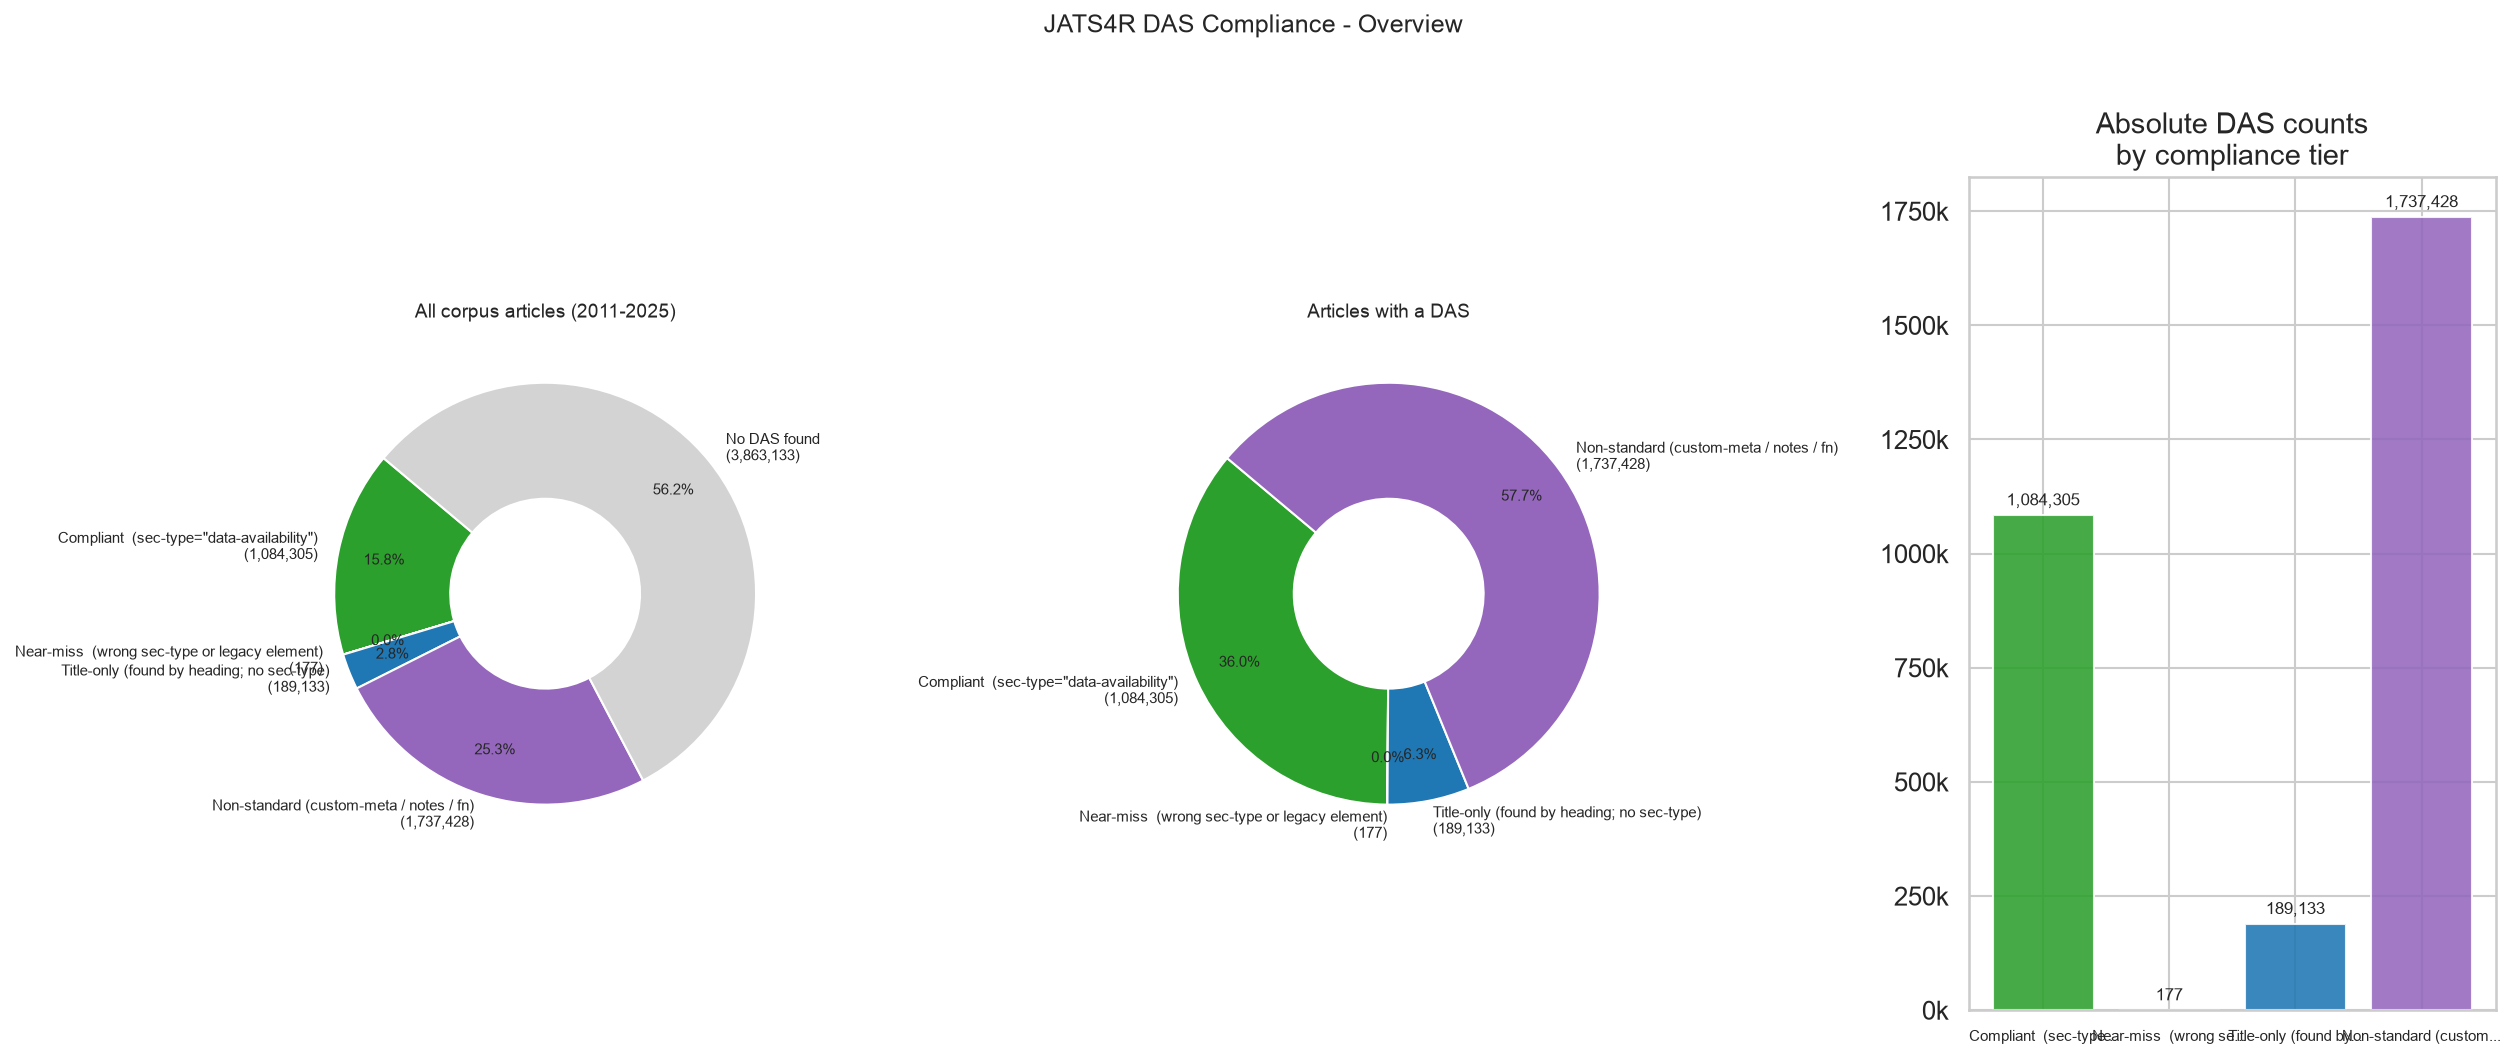 JATS4R DAS Compliance - Overview
All corpus articles (2011-2025)
No DAS found
(3,863,133)
56.2%
Compliant  (sec-type="data-availability")
(1,084,305)
15.8%
0.0%
Near-miss  (wrong sec-type or legacy element)
(177)
2.8%
Title-only (found by heading; no sec-type)
(189,133)
25.3%
Non-standard (custom-meta / notes / fn)
(1,737,428)
Articles with a DAS
Non-standard (custom-meta / notes / fn)
(1,737,428)
57.7%
36.0%
Compliant  (sec-type="data-availability")
(1,084,305)
0.0%
6.3%
Near-miss  (wrong sec-type or legacy element)
(177)
Title-only (found by heading; no sec-type)
(189,133)
Absolute DAS counts
by compliance tier
1750k
1500k
1250k
1000k
750k
500k
250k
0k
1,084,305
177
189,133
1,737,428
Compliant  (sec-type...
Near-miss  (wrong se...
Title-only (found by...
Non-standard (custom...